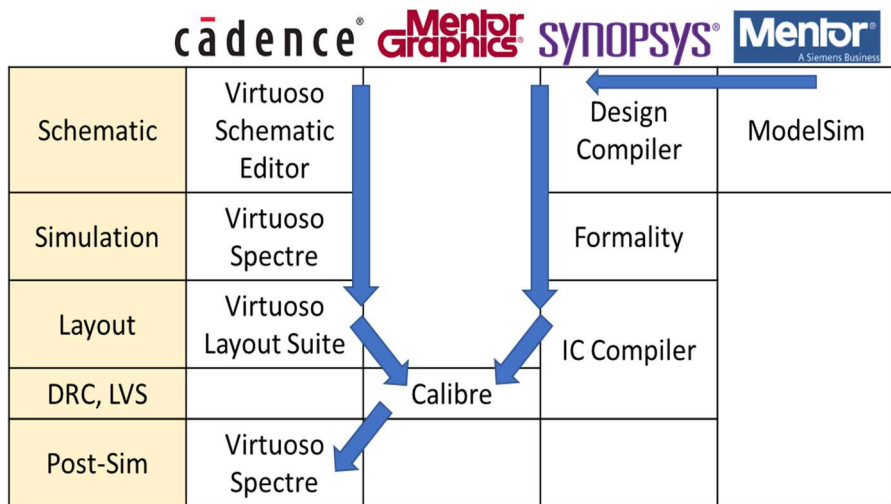 cādence®
Mentor
Graphics®
SYNOPSYS®
Mentor®
A Siemens Business
Schematic
Virtuoso
Schematic
Editor
Design
Compiler
ModelSim
Simulation
Virtuoso
Spectre
Formality
Layout
Virtuoso
Layout Suite
IC Compiler
DRC, LVS
Calibre
Post-Sim
Virtuoso
Spectre